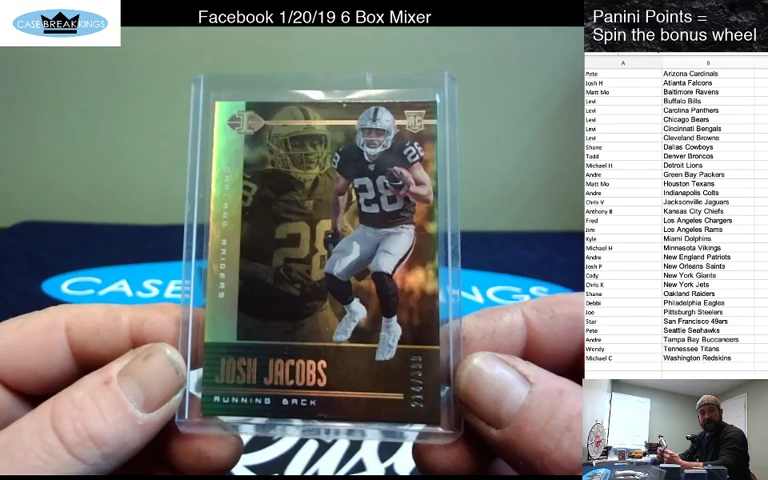 CASE BREAK KINGS
Facebook 1/20/19 6 Box Mixer
Panini Points =
Spin the bonus wheel
A B
Pete Arizona Cardinals
Josh H Atlanta Falcons
Matt Mo Baltimore Ravens
Levi Buffalo Bills
Levi Carolina Panthers
Levi Chicago Bears
Levi Cincinnati Bengals
Levi Cleveland Browns
Shane Dallas Cowboys
Todd Denver Broncos
Michael H Detroit Lions
Andre Green Bay Packers
Matt Mo Houston Texans
Andre Indianapolis Colts
Chris V Jacksonville Jaguars
Anthony B Kansas City Chiefs
Fred Los Angeles Chargers
Jim Los Angeles Rams
Kyle Miami Dolphins
Michael H Minnesota Vikings
Andre New England Patriots
Josh P New Orleans Saints
Cody New York Giants
Chris K New York Jets
Shane Oakland Raiders
Debbi Philadelphia Eagles
Joe Pittsburgh Steelers
Star San Francisco 49ers
Pete Seattle Seahawks
Andre Tampa Bay Buccaneers
Wendy Tennessee Titans
Michael C Washington Redskins
RC
28
28
OAKLAND RAIDERS
JOSH JACOBS
RUNNING BACK
CASE
NGS